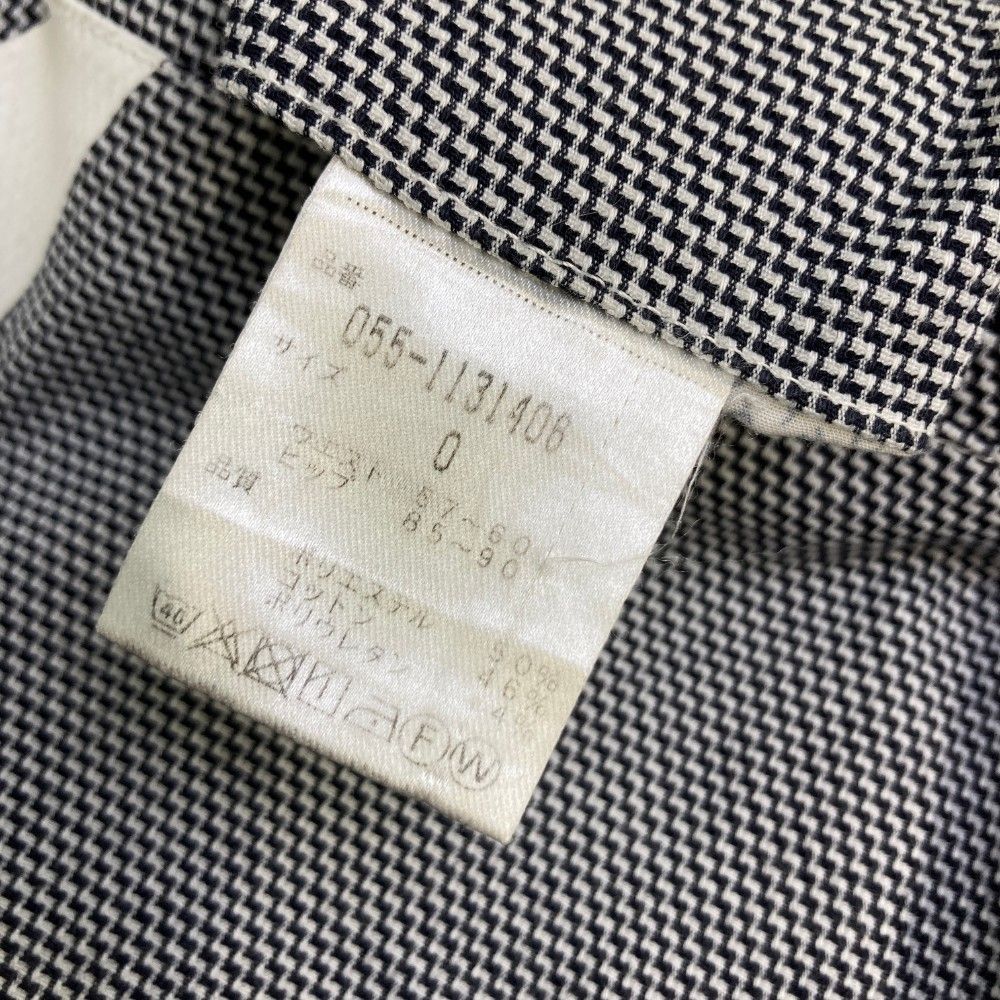 品番
055-1131406
サイズ
0
ウエスト 57～60
ヒップ 85～90
品質
ポリエステル 50%
コットン 46%
ポリウレタン 4%
40 F W